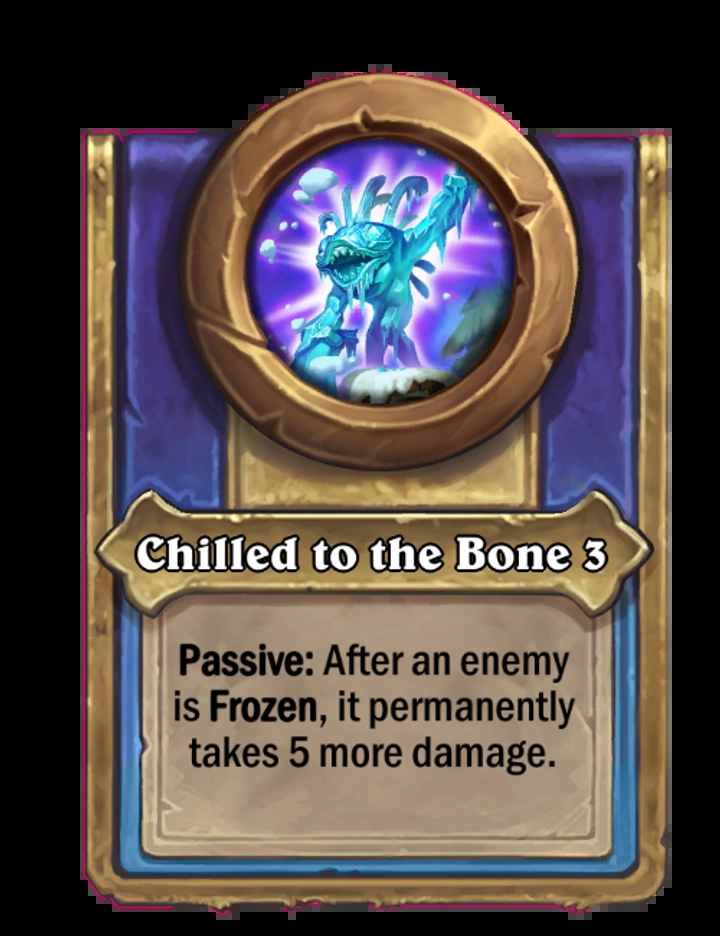 Chilled to the Bone 3
Passive: After an enemy
is Frozen, it permanently
takes 5 more damage.